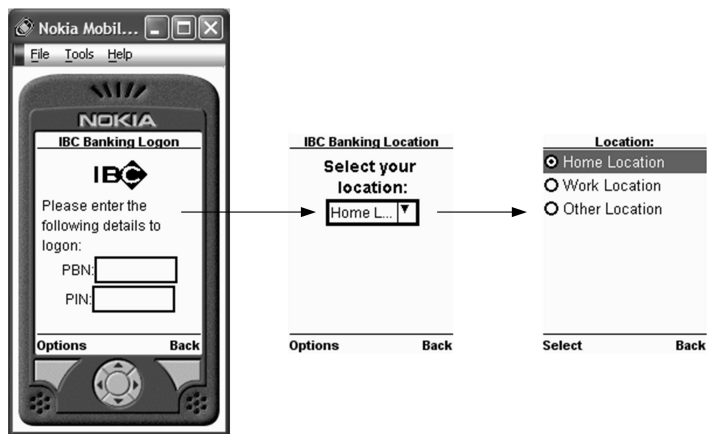 Nokia Mobil...
File Tools Help
NOKIA
IBC Banking Logon
IBC
Please enter the
following details to
logon:
PBN:
PIN:
Options Back
IBC Banking Location
Select your
location:
Home L...
Options Back
Location:
Home Location
Work Location
Other Location
Select Back